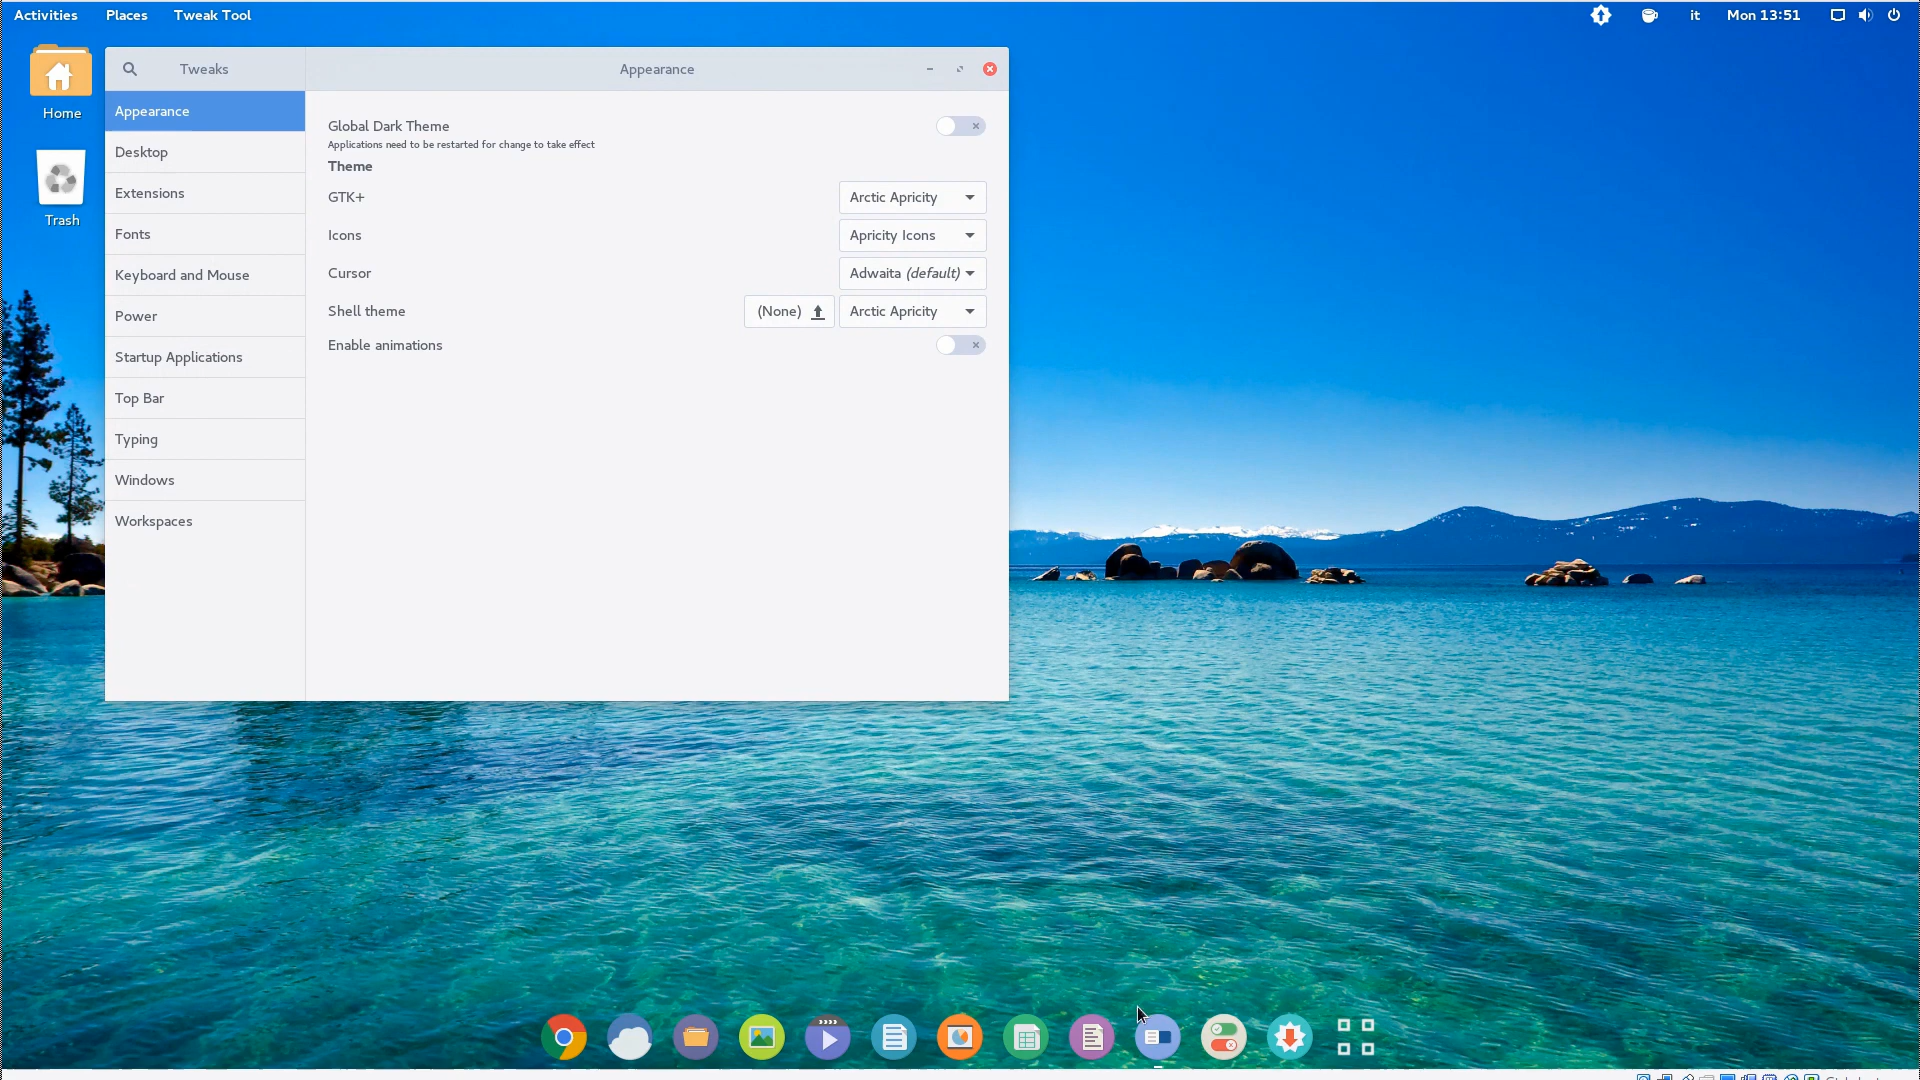 Activities Places Tweak Tool it Mon 13:51
Home
Trash
Tweaks
Appearance
Desktop
Extensions
Fonts
Keyboard and Mouse
Power
Startup Applications
Top Bar
Typing
Windows
Workspaces
Appearance
Global Dark Theme
Applications need to be restarted for change to take effect
Theme
GTK+ Arctic Apricity
Icons Apricity Icons
Cursor Adwaita (default)
Shell theme (None) Arctic Apricity
Enable animations